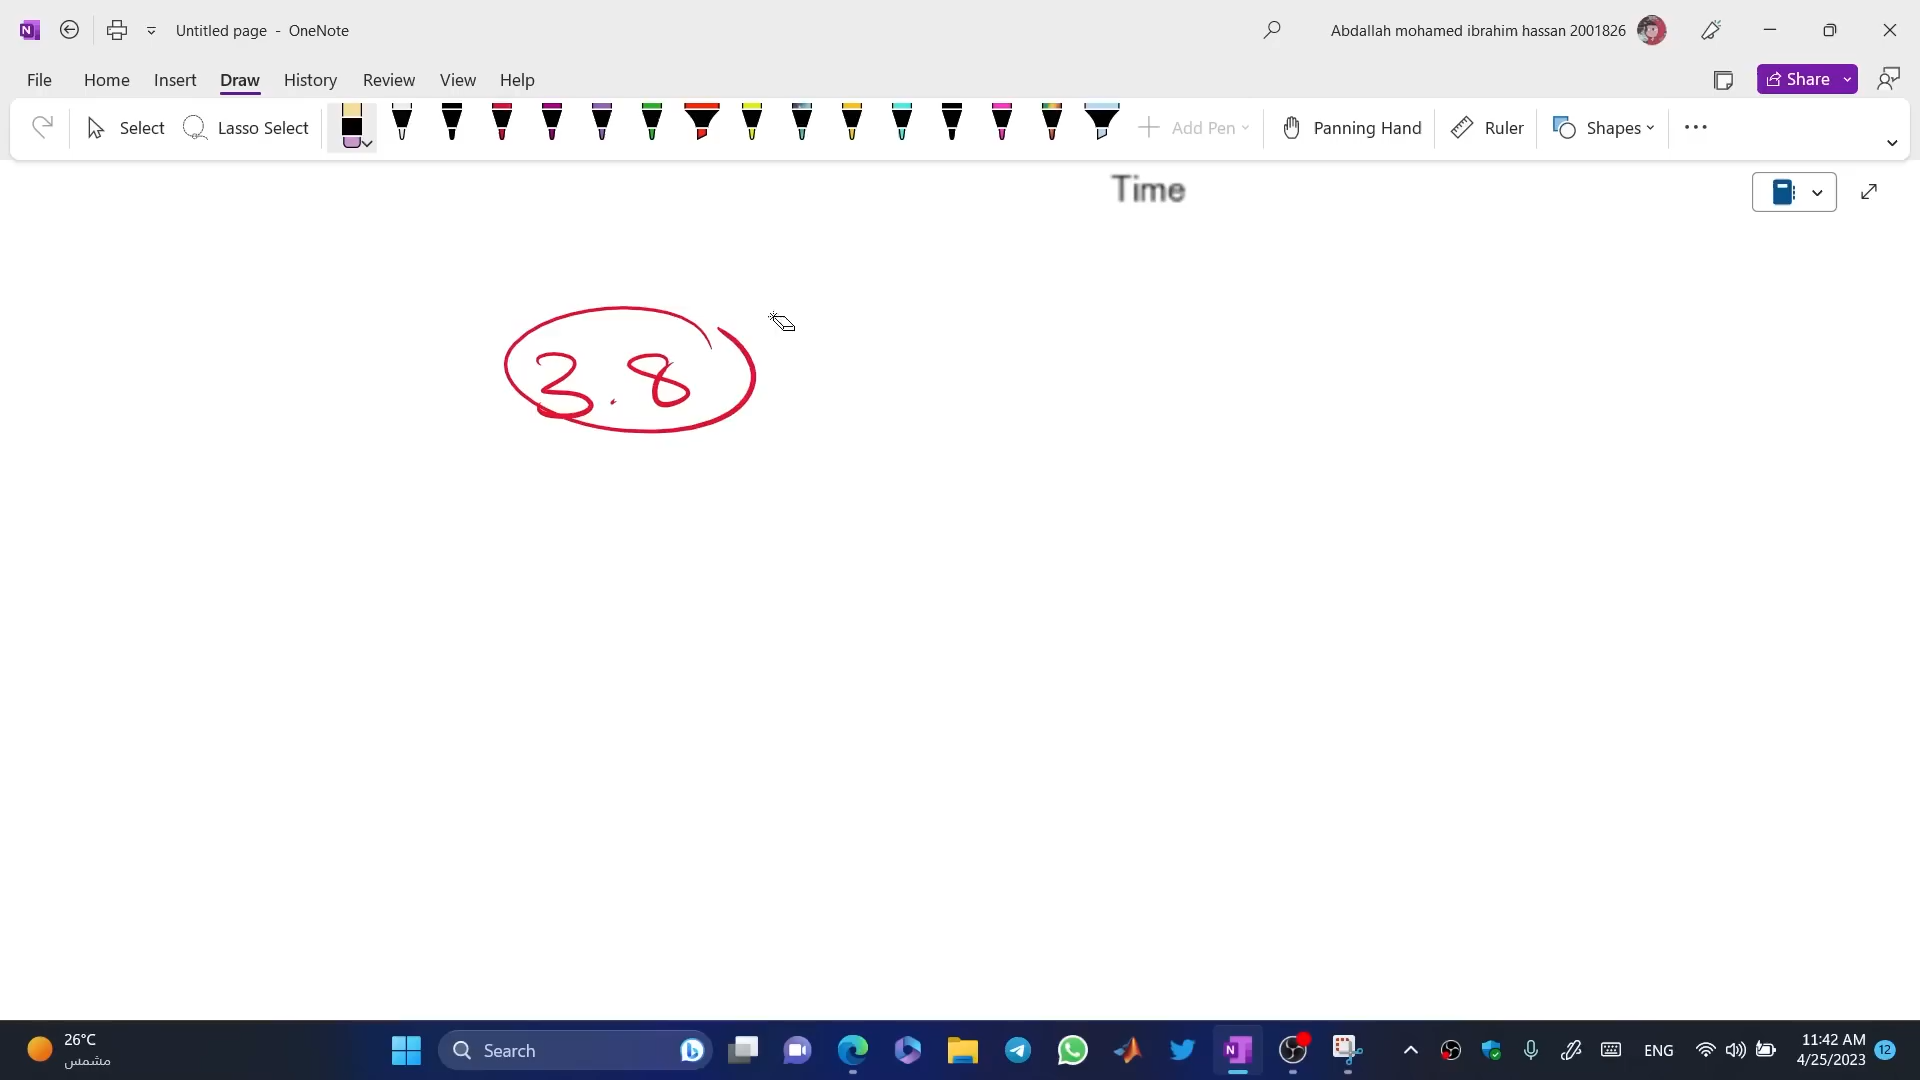 Untitled page - OneNote
Abdallah mohamed ibrahim hassan 2001826
File Home Insert Draw History Review View Help
Share
Select Lasso Select Add Pen Panning Hand Ruler Shapes
Time
3.8
26°C
مشمس
Search
ENG
11:42 AM
4/25/2023
12